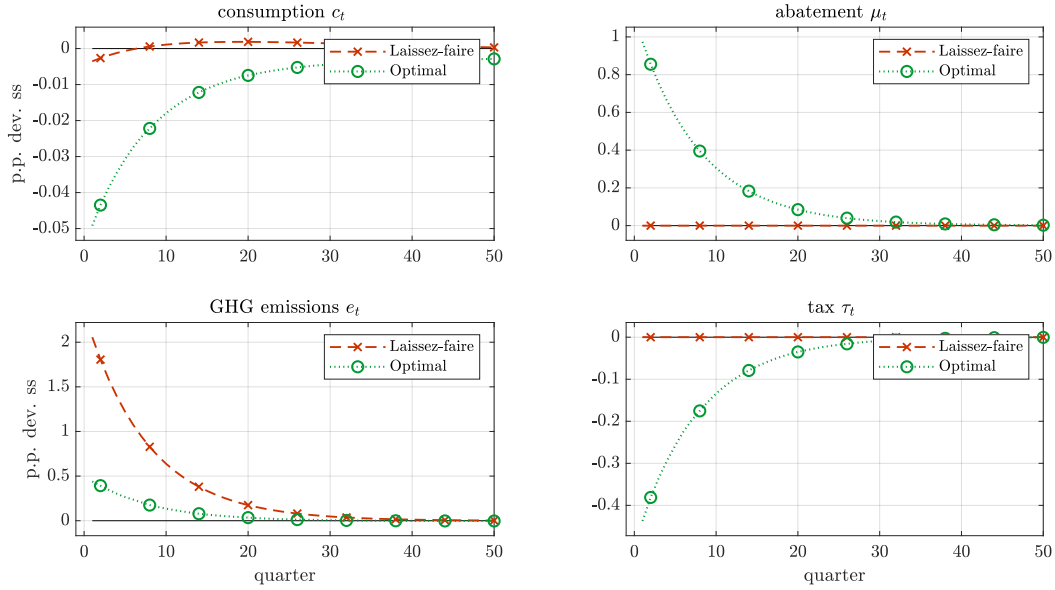 consumption c_t
0
-0.01
-0.02
-0.03
-0.04
-0.05
p.p. dev. ss
0 10 20 30 40 50
Laissez-faire
Optimal
abatement μ_t
1
0.8
0.6
0.4
0.2
0
0 10 20 30 40 50
Laissez-faire
Optimal
GHG emissions e_t
2
1.5
1
0.5
0
p.p. dev. ss
0 10 20 30 40 50
quarter
Laissez-faire
Optimal
tax τ_t
0
-0.1
-0.2
-0.3
-0.4
0 10 20 30 40 50
quarter
Laissez-faire
Optimal